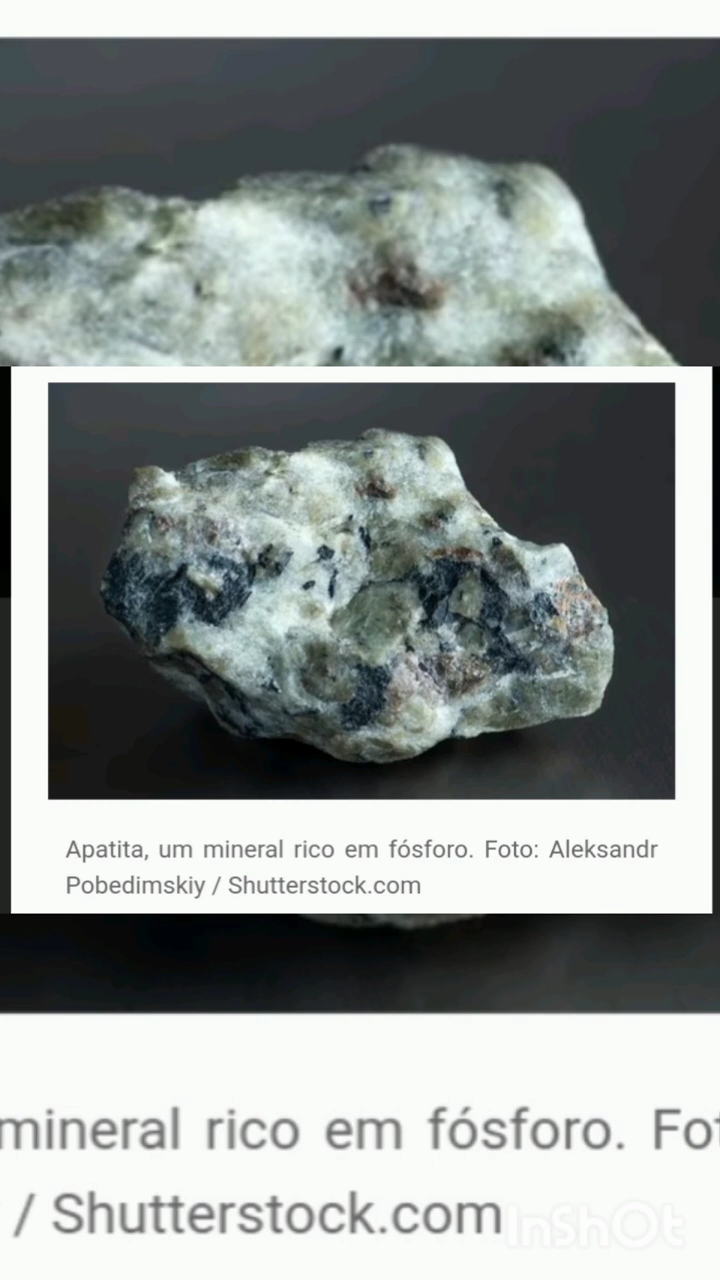 Apatita, um mineral rico em fósforo. Foto: Aleksandr
Pobedimskiy / Shutterstock.com
mineral rico em fósforo. Fot
/ Shutterstock.com
InShOt